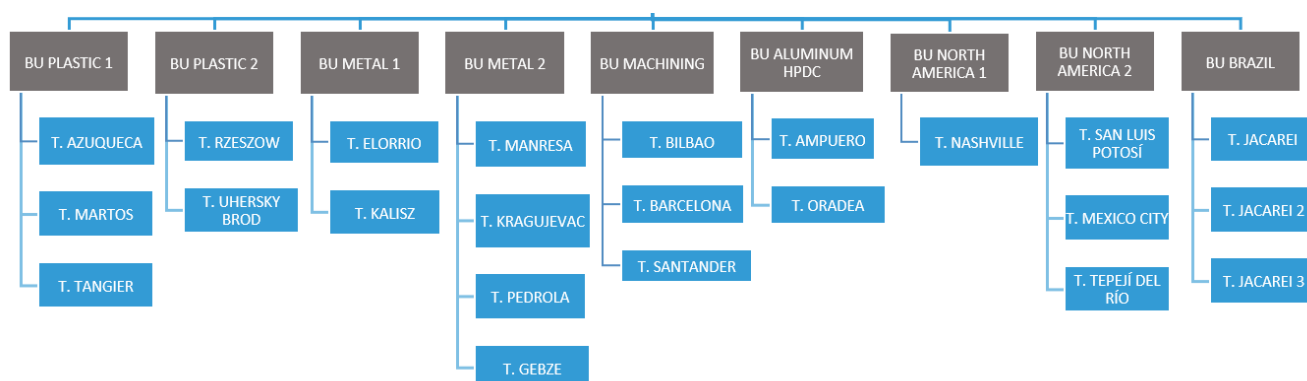 BU PLASTIC 1
T. AZUQUECA
T. MARTOS
T. TANGIER
BU PLASTIC 2
T. RZESZOW
T. UHERSKY
BROD
BU METAL 1
T. ELORRIO
T. KALISZ
BU METAL 2
T. MANRESA
T. KRAGUJEVAC
T. PEDROLA
T. GEBZE
BU MACHINING
T. BILBAO
T. BARCELONA
T. SANTANDER
BU ALUMINUM
HPDC
T. AMPUERO
T. ORADEA
BU NORTH
AMERICA 1
T. NASHVILLE
BU NORTH
AMERICA 2
T. SAN LUIS
POTOSÍ
T. MEXICO CITY
T. TEPEJÍ DEL
RÍO
BU BRAZIL
T. JACAREI
T. JACAREI 2
T. JACAREI 3